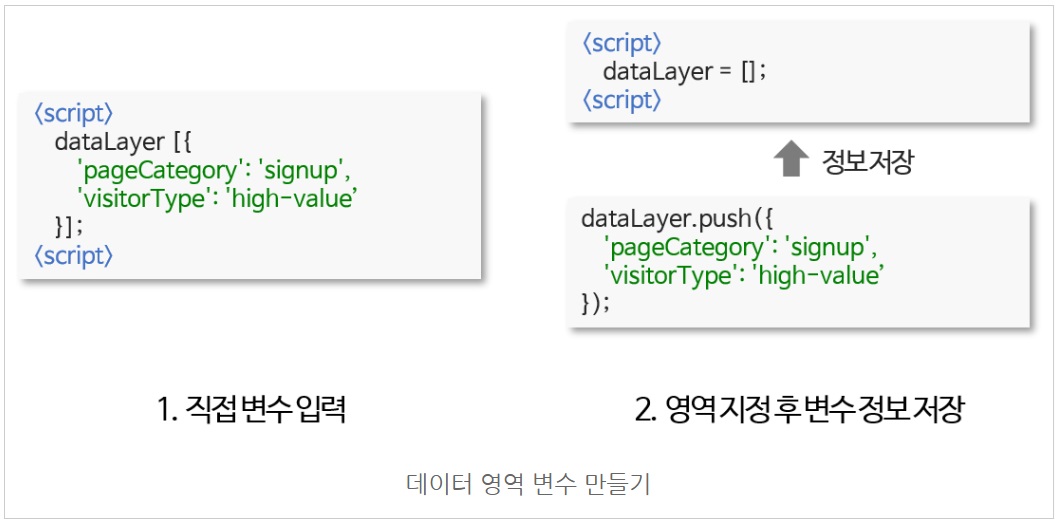 〈script〉
dataLayer [{
'pageCategory': 'signup',
'visitorType': 'high-value’
}];
〈script〉
1. 직접 변수 입력
〈script〉
dataLayer = [];
〈script〉
정보 저장
dataLayer.push({
'pageCategory': 'signup',
'visitorType': 'high-value’
});
2. 영역 지정 후 변수 정보 저장
데이터 영역 변수 만들기